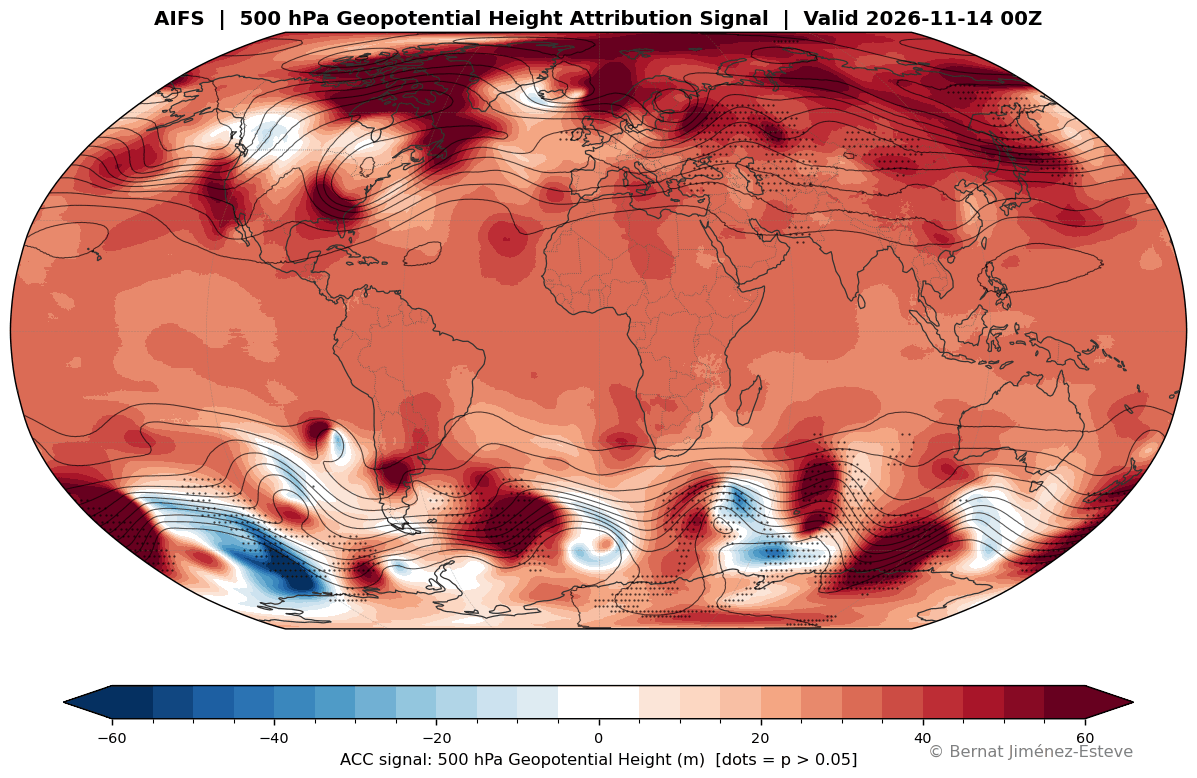 AIFS | 500 hPa Geopotential Height Attribution Signal | Valid 2026-11-14 00Z
−60 −40 −20 0 20 40 60
ACC signal: 500 hPa Geopotential Height (m) [dots = p > 0.05]
© Bernat Jiménez-Esteve